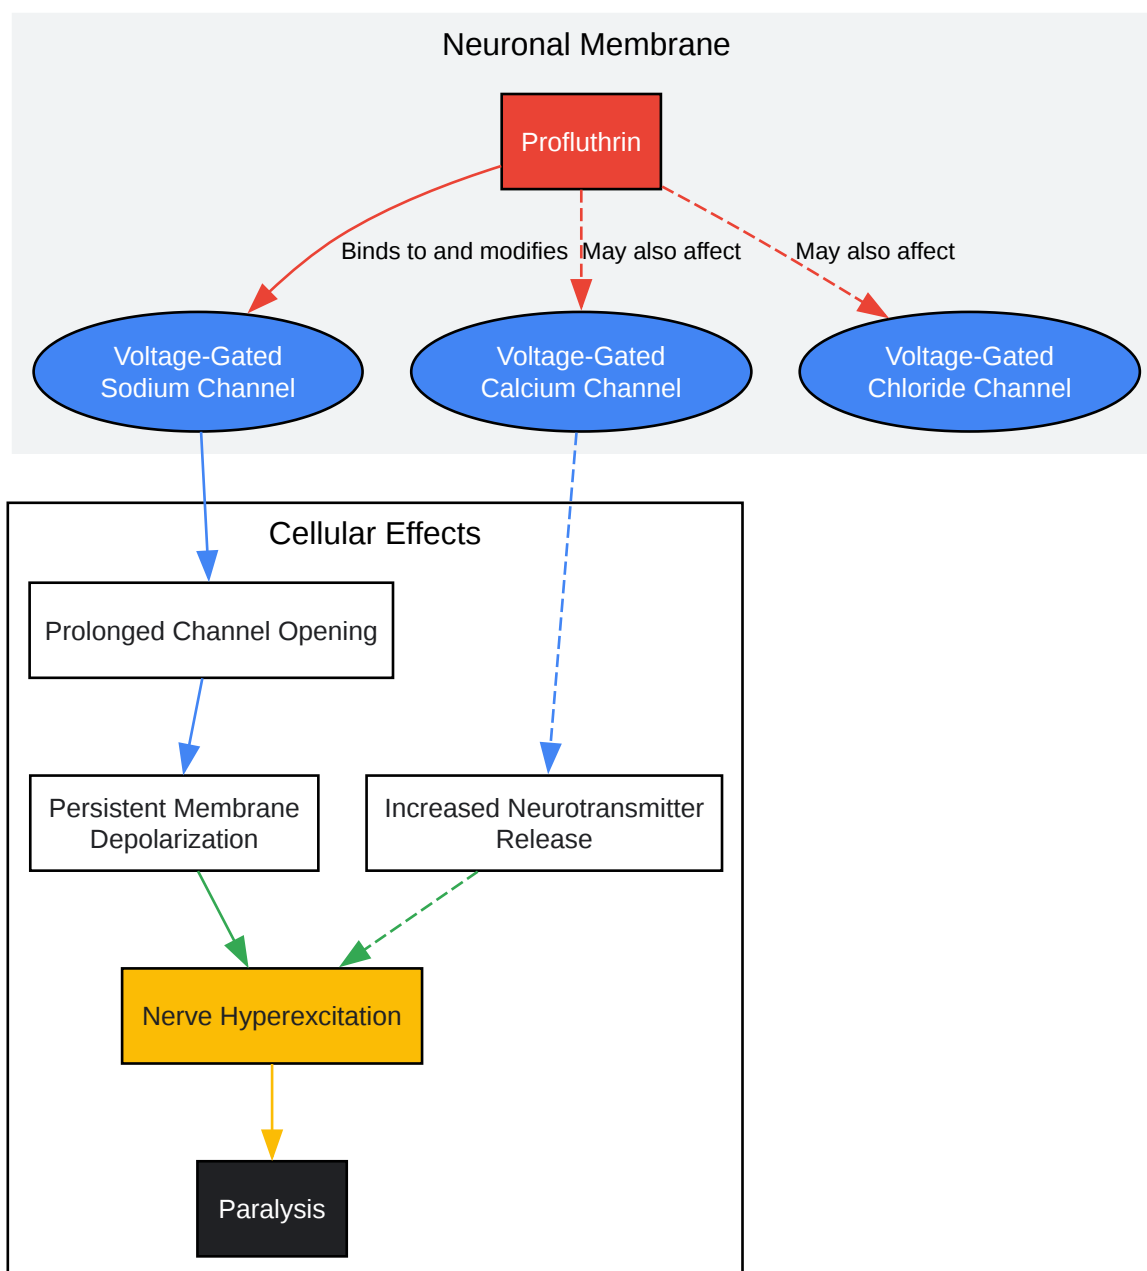 Neuronal Membrane
Profluthrin
Binds to and modifies
May also affect
May also affect
Voltage-Gated
Sodium Channel
Voltage-Gated
Calcium Channel
Voltage-Gated
Chloride Channel
Cellular Effects
Prolonged Channel Opening
Persistent Membrane
Depolarization
Increased Neurotransmitter
Release
Nerve Hyperexcitation
Paralysis